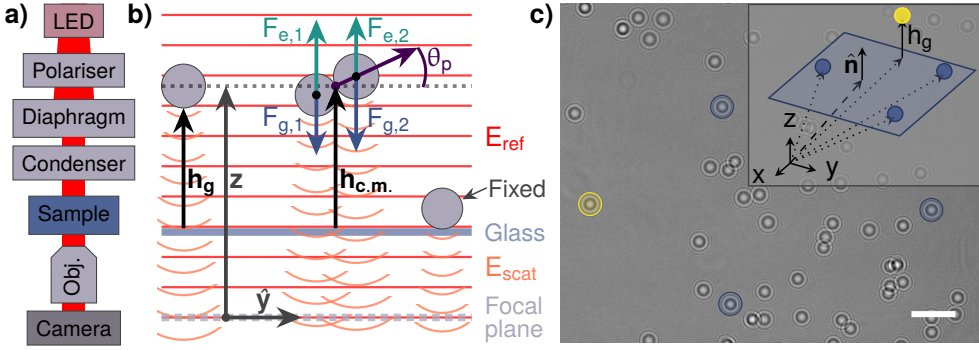 a)
LED
Polariser
Diaphragm
Condenser
Sample
Obj.
Camera
b)
F_e,1
F_e,2
θ_p
F_g,1
F_g,2
E_ref
h_g
z
h_c.m.
Fixed
Glass
E_scat
ŷ
Focal
plane
c)
h_g
n̂
z
x
y